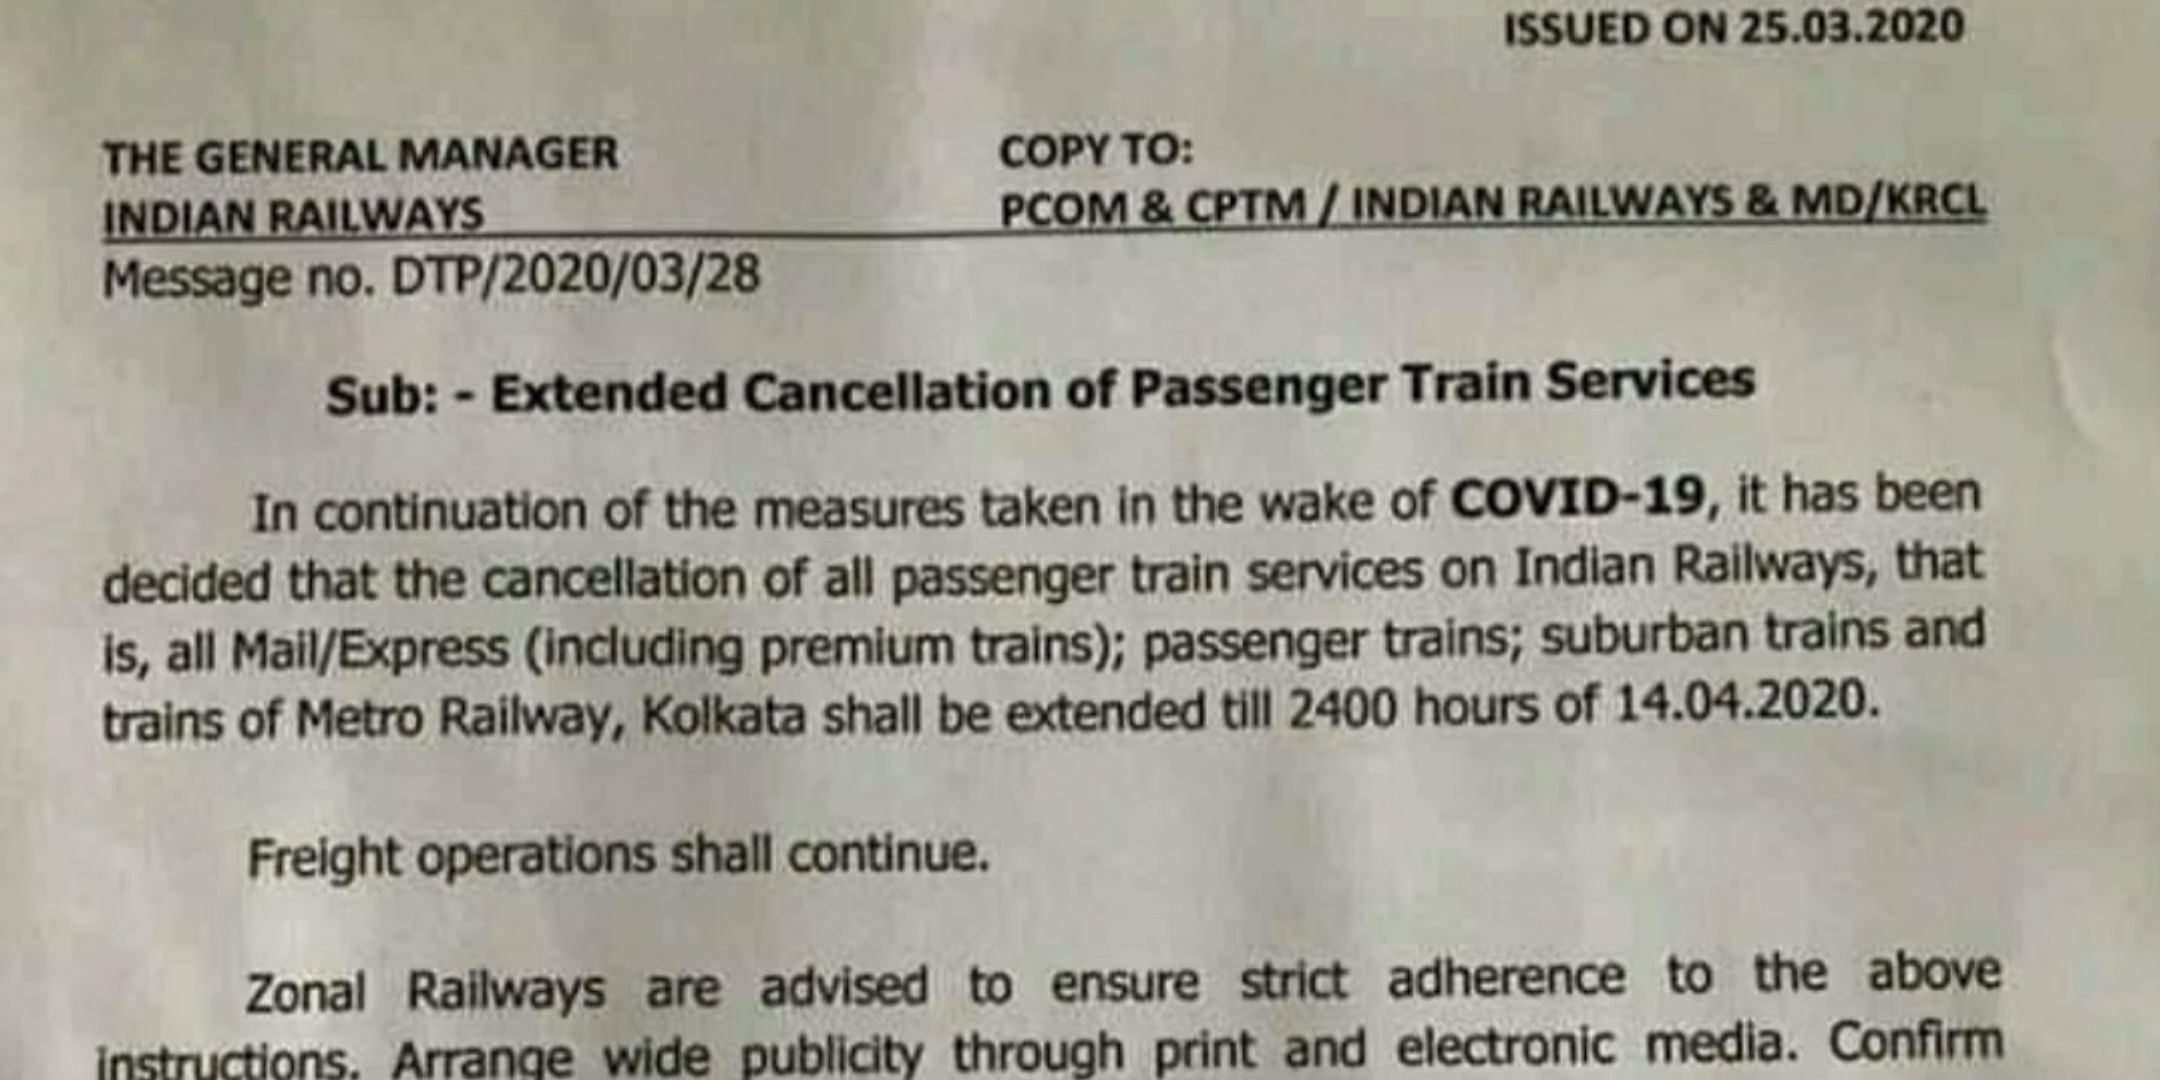 ISSUED ON 25.03.2020
THE GENERAL MANAGER
INDIAN RAILWAYS
COPY TO:
PCOM & CPTM / INDIAN RAILWAYS & MD/KRCL
Message no. DTP/2020/03/28
Sub: - Extended Cancellation of Passenger Train Services
In continuation of the measures taken in the wake of COVID-19, it has been
decided that the cancellation of all passenger train services on Indian Railways, that
is, all Mail/Express (including premium trains); passenger trains; suburban trains and
trains of Metro Railway, Kolkata shall be extended till 2400 hours of 14.04.2020.
Freight operations shall continue.
Zonal Railways are advised to ensure strict adherence to the above
instructions. Arrange wide publicity through print and electronic media. Confirm